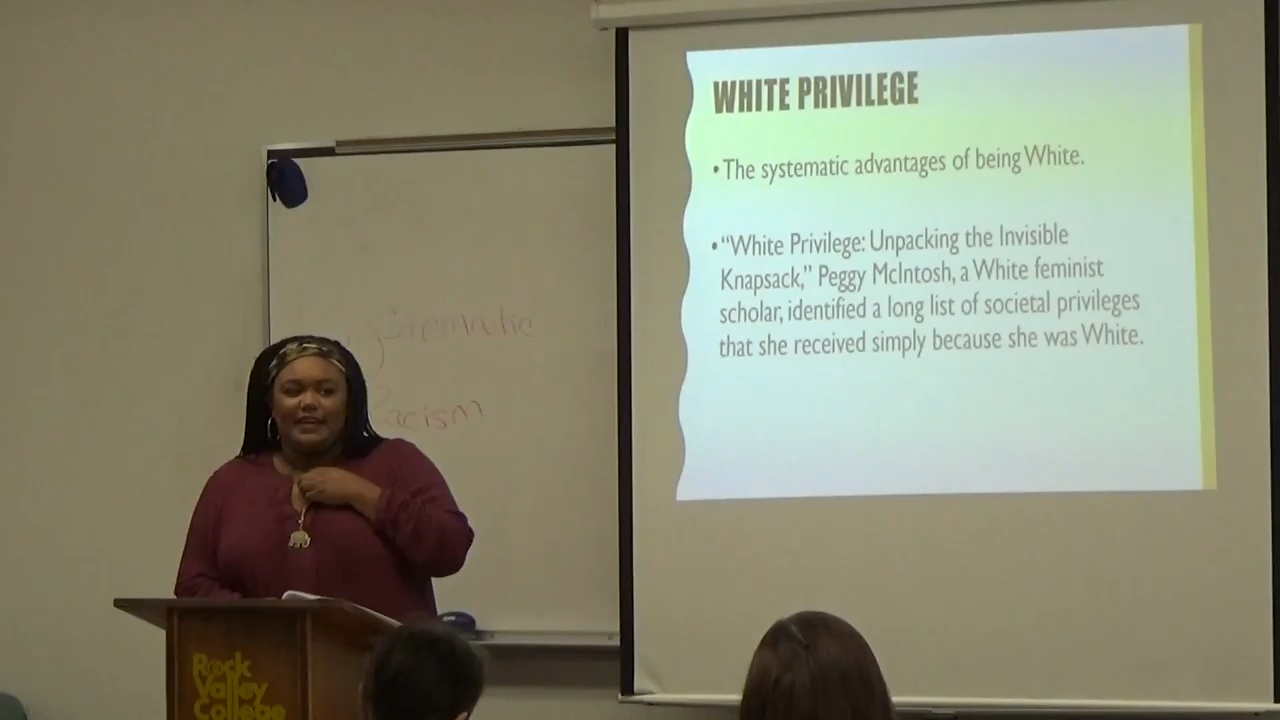 WHITE PRIVILEGE
• The systematic advantages of being White.
• “White Privilege: Unpacking the Invisible
Knapsack,” Peggy McIntosh, a White feminist
scholar, identified a long list of societal privileges
that she received simply because she was White.
Racism
Rock
Valley
College